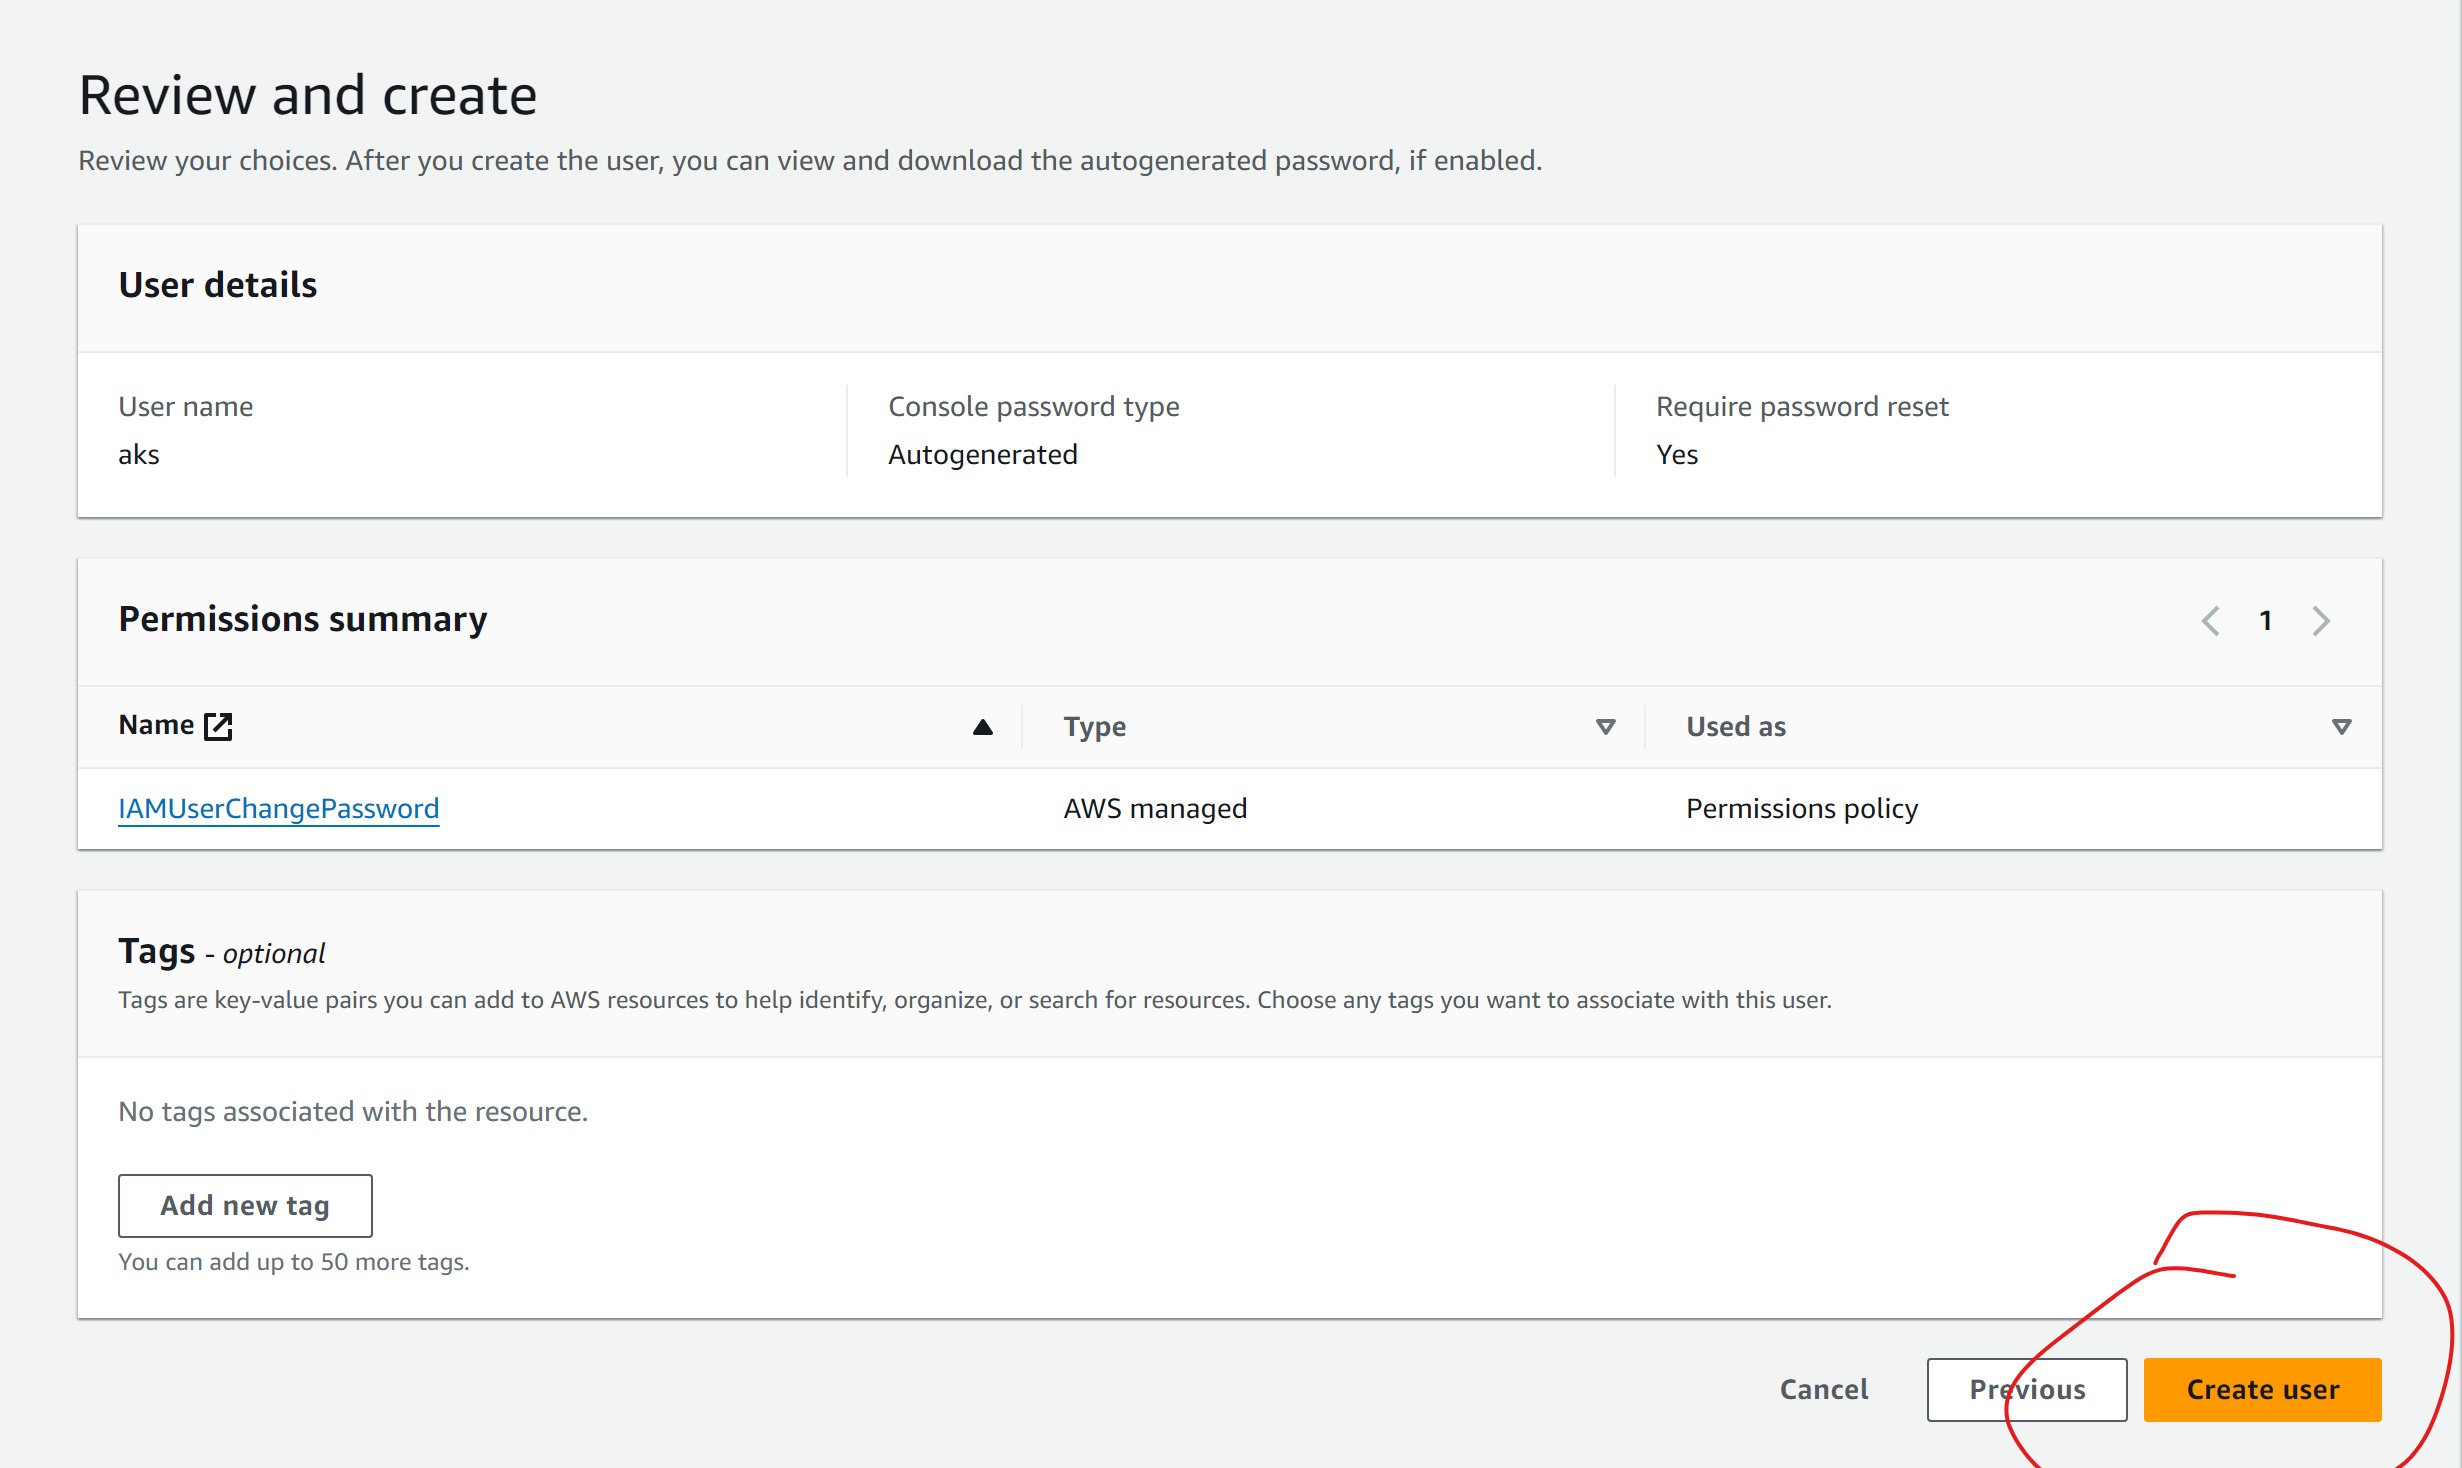 Review and create
Review your choices. After you create the user, you can view and download the autogenerated password, if enabled.
User details
User name
aks
Console password type
Autogenerated
Require password reset
Yes
Permissions summary
1
Name Type Used as
IAMUserChangePassword AWS managed Permissions policy
Tags - optional
Tags are key-value pairs you can add to AWS resources to help identify, organize, or search for resources. Choose any tags you want to associate with this user.
No tags associated with the resource.
Add new tag
You can add up to 50 more tags.
Cancel Previous Create user